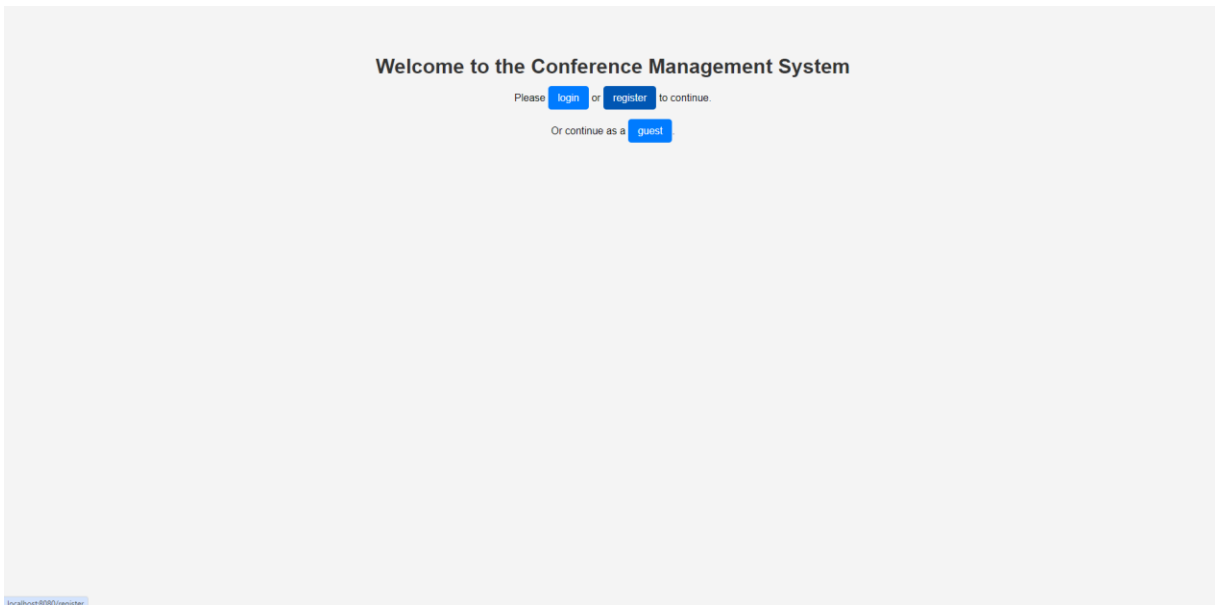 Welcome to the Conference Management System
Please login or register to continue.
Or continue as a guest.
localhost:8080/register